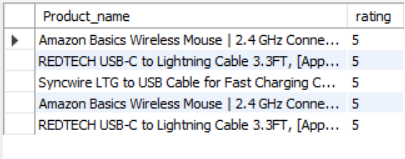 Product_name rating
Amazon Basics Wireless Mouse | 2.4 GHz Conne... 5
REDTECH USB-C to Lightning Cable 3.3FT, [App... 5
Syncwire LTG to USB Cable for Fast Charging C... 5
Amazon Basics Wireless Mouse | 2.4 GHz Conne... 5
REDTECH USB-C to Lightning Cable 3.3FT, [App... 5